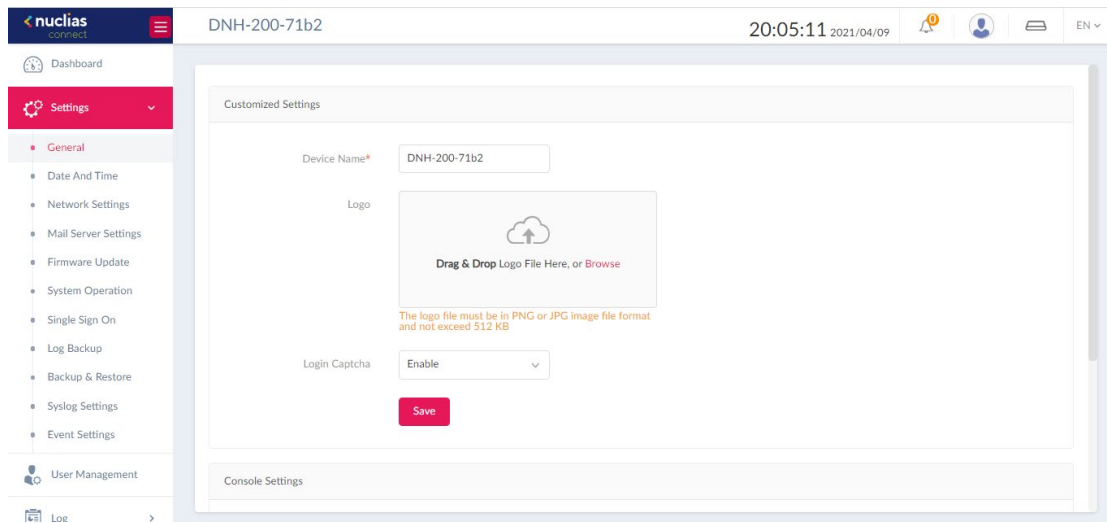 nuclias
connect
DNH-200-71b2
20:05:11 2021/04/09
0
EN
Dashboard
Settings
General
Date And Time
Network Settings
Mail Server Settings
Firmware Update
System Operation
Single Sign On
Log Backup
Backup & Restore
Syslog Settings
Event Settings
User Management
Log
Customized Settings
Device Name*
DNH-200-71b2
Logo
Drag & Drop Logo File Here, or Browse
The logo file must be in PNG or JPG image file format
and not exceed 512 KB
Login Captcha
Enable
Save
Console Settings